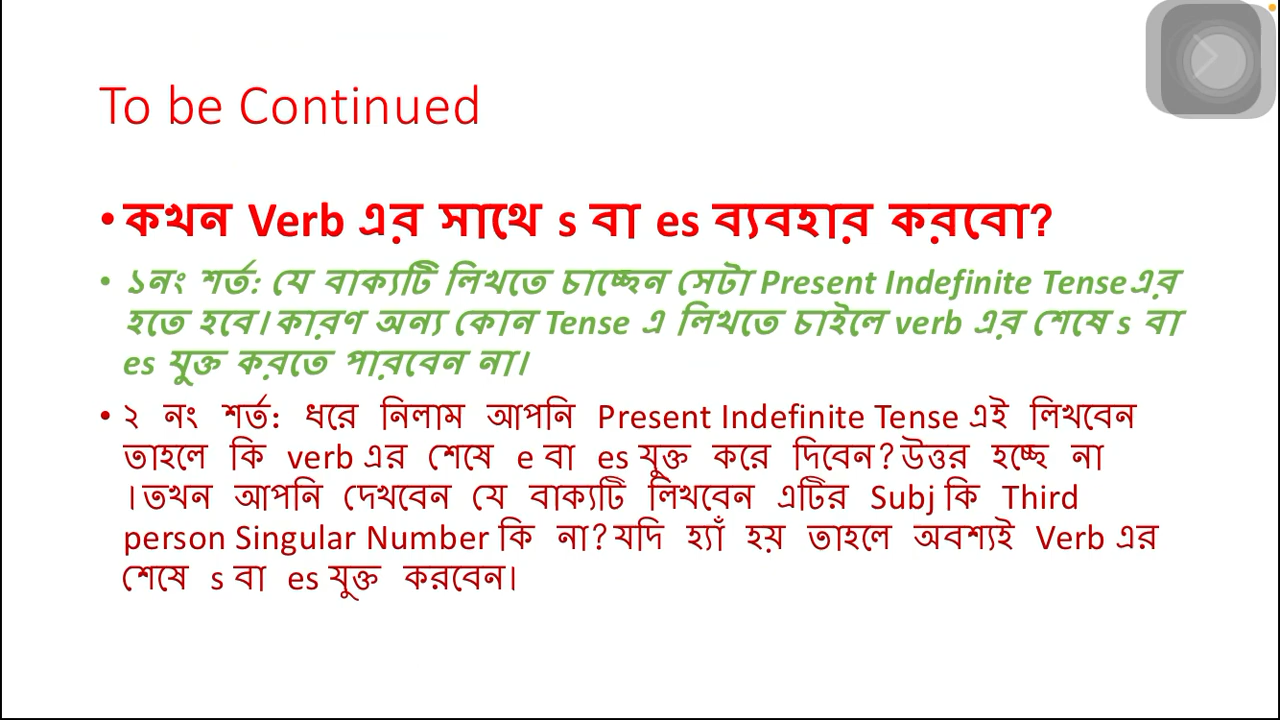 To be Continued
• কখন Verb এর সাথে s বা es ব্যবহার করবো?
• ১নং শর্ত: যে বাক্যটি লিখতে চাচ্ছেন সেটা Present Indefinite Tense এর
হতে হবে। কারণ অন্য কোন Tense এ লিখতে চাইলে verb এর শেষে s বা
es যুক্ত করতে পারবেন না।
• ২ নং শর্ত: ধরে নিলাম আপনি Present Indefinite Tense এই লিখবেন
তাহলে কি verb এর শেষে e বা es যুক্ত করে দিবেন? উত্তর হচ্ছে না
। তখন আপনি দেখবেন যে বাক্যটি লিখবেন এটির Subj কি Third
person Singular Number কি না? যদি হ্যাঁ হয় তাহলে অবশ্যই Verb এর
শেষে s বা es যুক্ত করবেন।